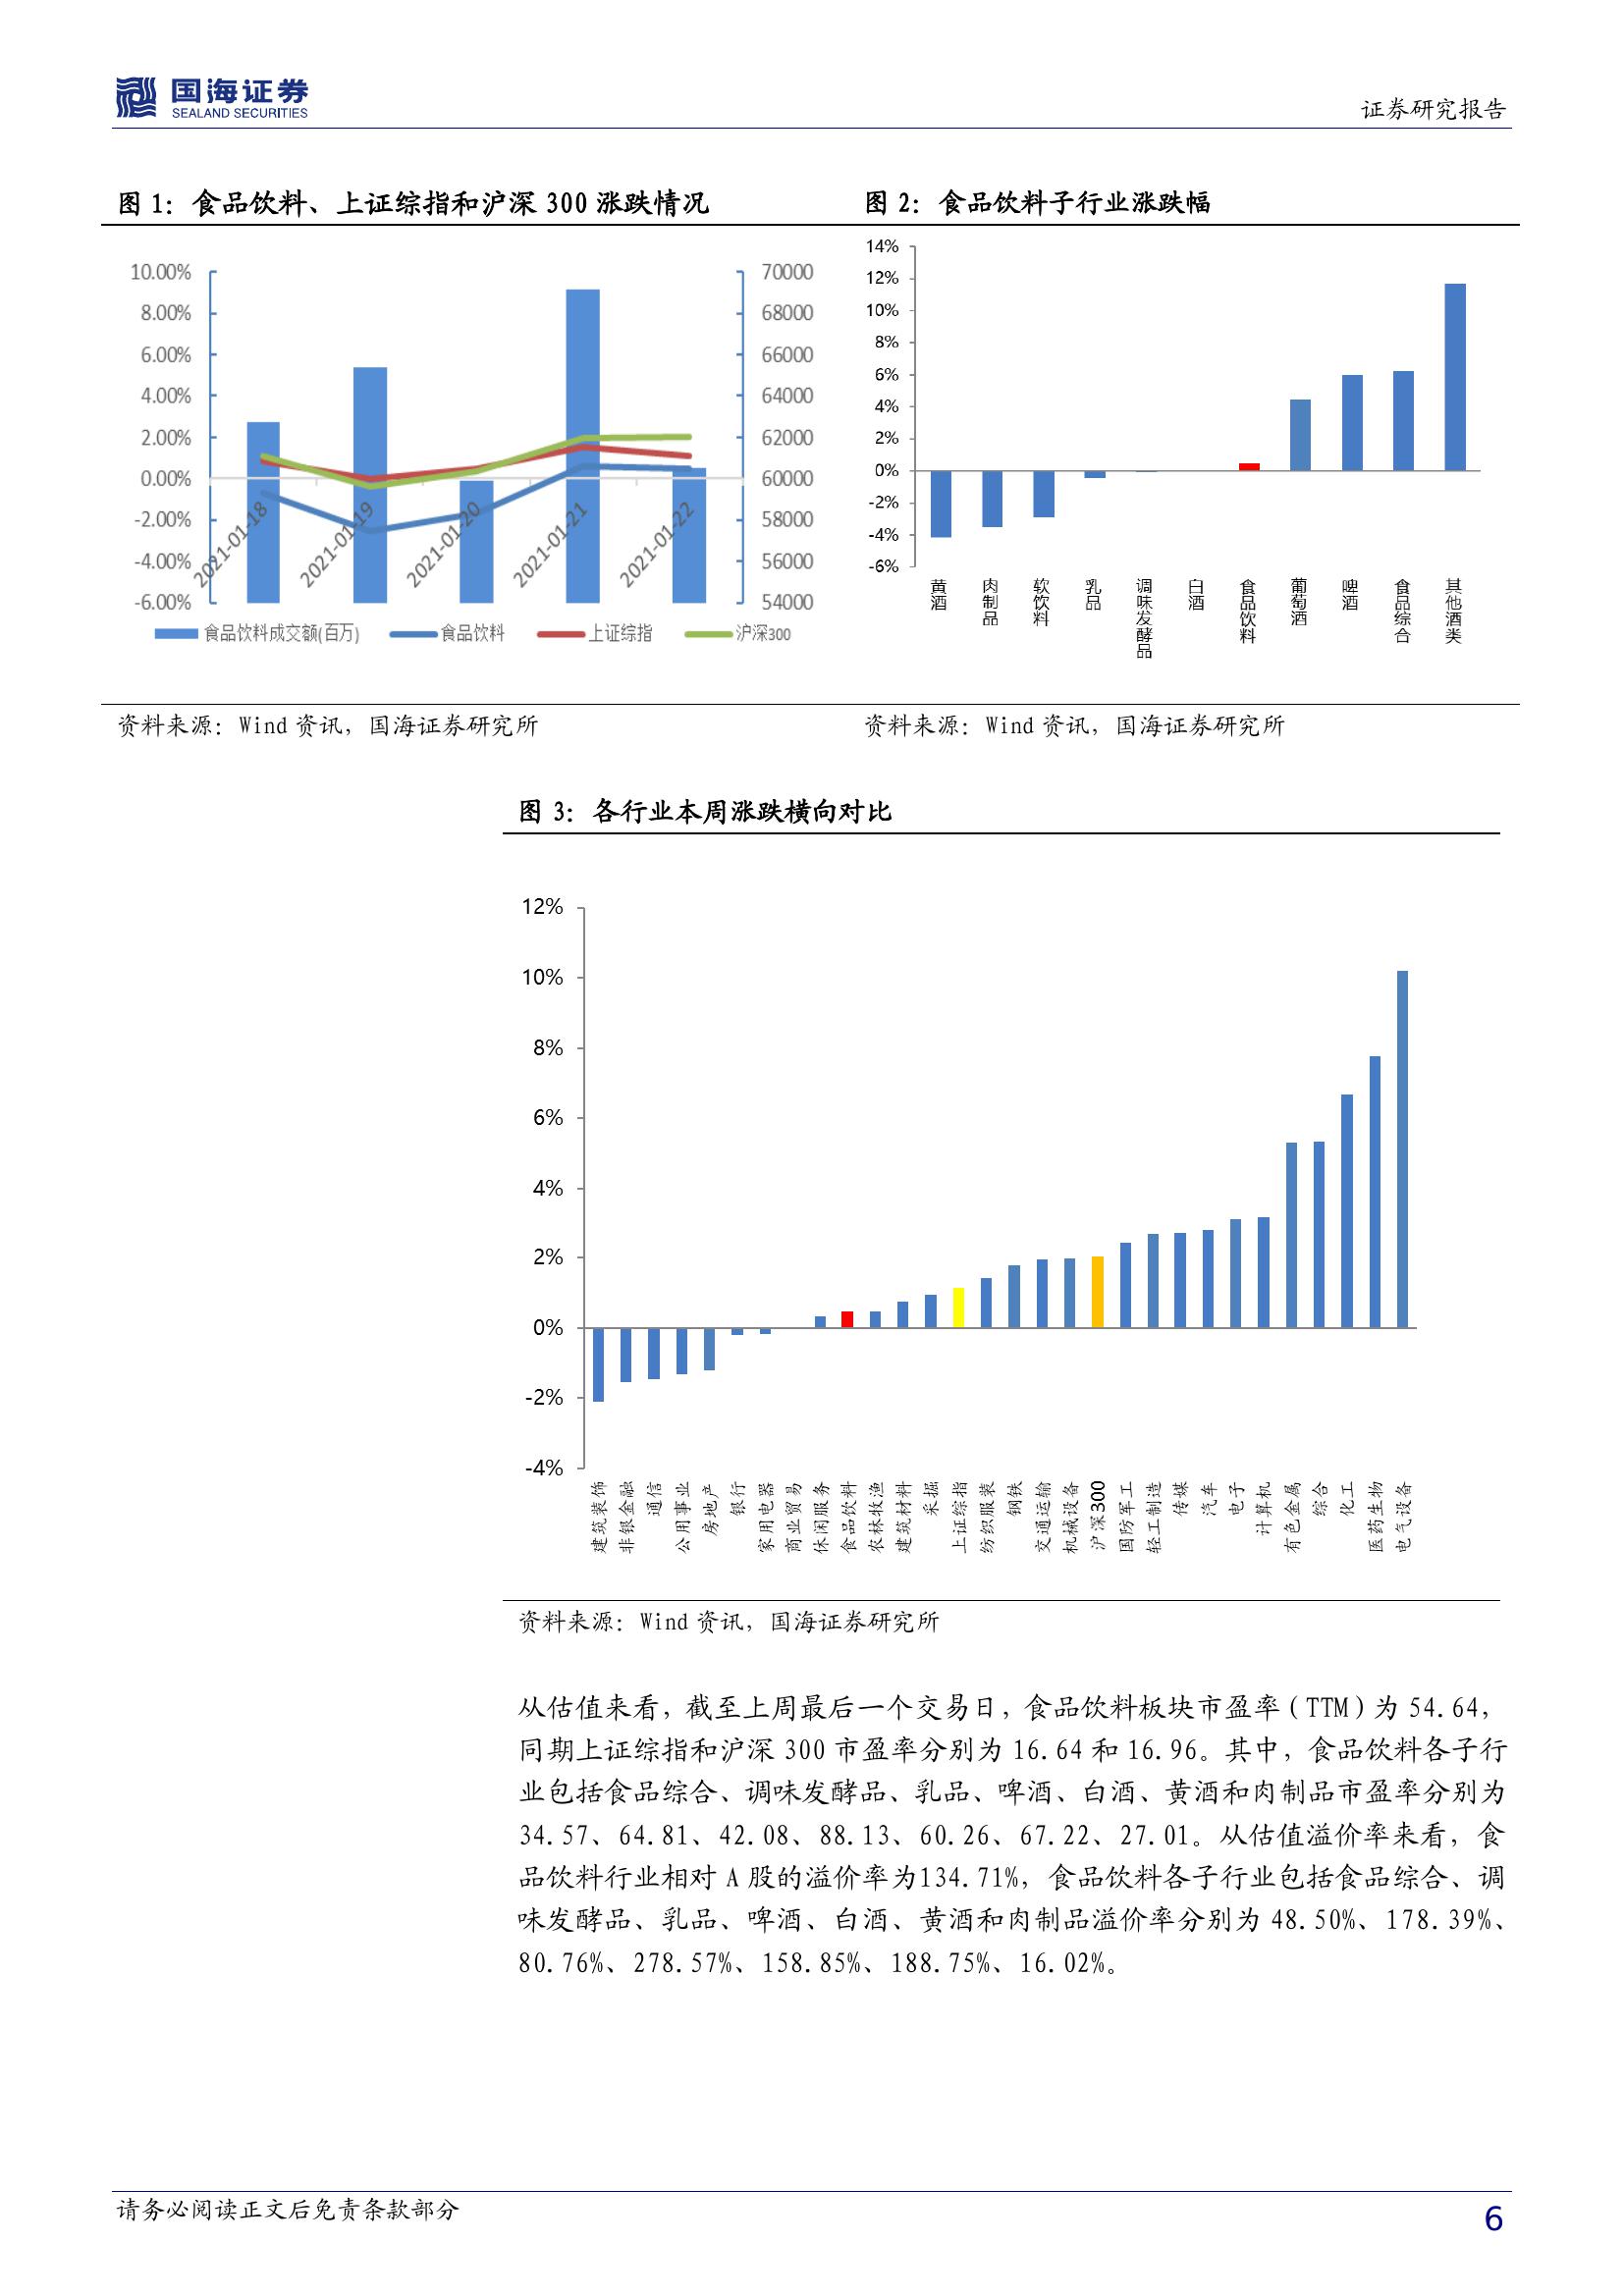 国海证券
SEALAND SECURITIES
证券研究报告
图 1：食品饮料、上证综指和沪深 300 涨跌情况
10.00%
8.00%
6.00%
4.00%
2.00%
0.00%
-2.00%
-4.00%
-6.00%
70000
68000
66000
64000
62000
60000
58000
56000
54000
2021-01-18
2021-01-19
2021-01-20
2021-01-21
2021-01-22
食品饮料成交额(百万) 食品饮料 上证综指 沪深300
资料来源：Wind 资讯，国海证券研究所
图 2：食品饮料子行业涨跌幅
14%
12%
10%
8%
6%
4%
2%
0%
-2%
-4%
-6%
黄酒
肉制品
软饮料
乳品
调味发酵品
白酒
食品饮料
葡萄酒
啤酒
食品综合
其他酒类
资料来源：Wind 资讯，国海证券研究所
图 3：各行业本周涨跌横向对比
12%
10%
8%
6%
4%
2%
0%
-2%
-4%
建筑装饰
非银金融
通信
公用事业
房地产
银行
家用电器
商业贸易
休闲服务
食品饮料
农林牧渔
建筑材料
采掘
上证综指
纺织服装
钢铁
交通运输
机械设备
沪深300
国防军工
轻工制造
传媒
汽车
电子
计算机
有色金属
综合
化工
医药生物
电气设备
资料来源：Wind 资讯，国海证券研究所
从估值来看，截至上周最后一个交易日，食品饮料板块市盈率（TTM）为 54.64，
同期上证综指和沪深 300 市盈率分别为 16.64 和 16.96。其中，食品饮料各子行
业包括食品综合、调味发酵品、乳品、啤酒、白酒、黄酒和肉制品市盈率分别为
34.57、64.81、42.08、88.13、60.26、67.22、27.01。从估值溢价率来看，食
品饮料行业相对 A 股的溢价率为134.71%，食品饮料各子行业包括食品综合、调
味发酵品、乳品、啤酒、白酒、黄酒和肉制品溢价率分别为 48.50%、178.39%、
80.76%、278.57%、158.85%、188.75%、16.02%。
请务必阅读正文后免责条款部分
6